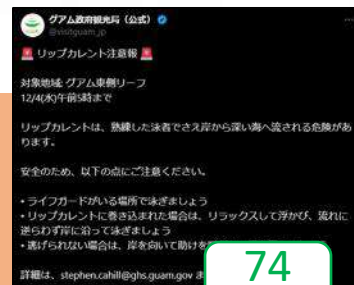 グアム政府観光局（公式）
@visitguam_jp
🚨 リップカレント注意報 🚨
対象地域: グアム東側リーフ
12/4(水)午前5時まで
リップカレントは、熟練した泳者でさえ岸から深い海へ流される危険があ
ります。
安全のため、以下の点にご注意ください。
・ライフガードがいる場所で泳ぎましょう
・リップカレントに巻き込まれた場合は、リラックスして浮かび、流れに
逆らわず岸に沿って泳ぎましょう
・逃げられない場合は、岸を向いて助けを
詳細は、stephen.cahill@ghs.guam.gov ま
74